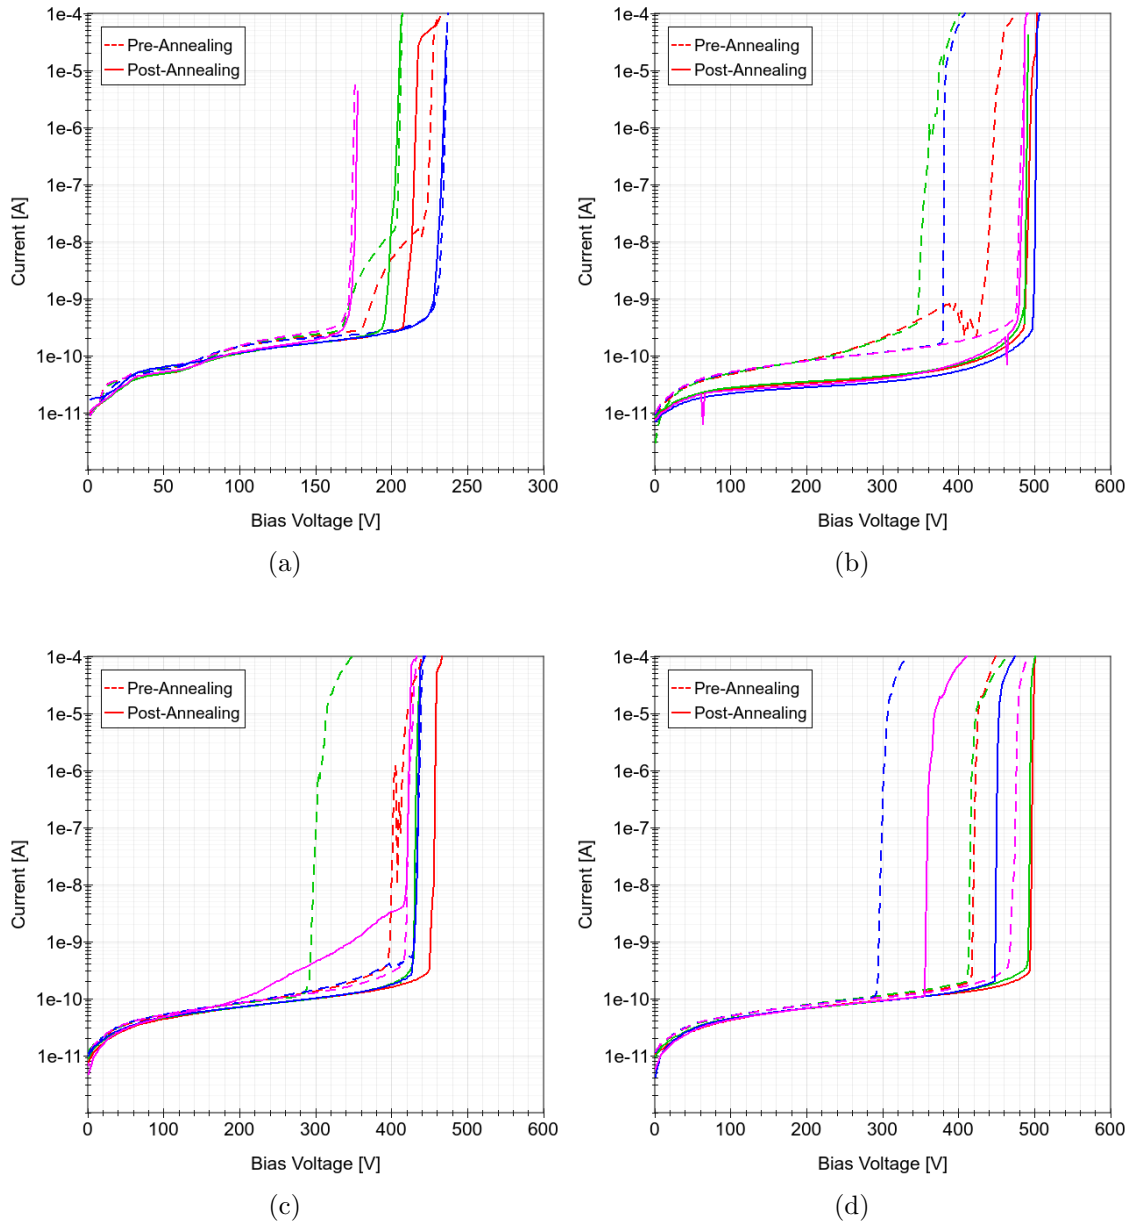 1e-4
1e-5
1e-6
1e-7
1e-8
1e-9
1e-10
1e-11
Current [A]
Pre-Annealing
Post-Annealing
0 50 100 150 200 250 300
Bias Voltage [V]
(a)
1e-4
1e-5
1e-6
1e-7
1e-8
1e-9
1e-10
1e-11
Current [A]
Pre-Annealing
Post-Annealing
0 100 200 300 400 500 600
Bias Voltage [V]
(b)
1e-4
1e-5
1e-6
1e-7
1e-8
1e-9
1e-10
1e-11
Current [A]
Pre-Annealing
Post-Annealing
0 100 200 300 400 500 600
Bias Voltage [V]
(c)
1e-4
1e-5
1e-6
1e-7
1e-8
1e-9
1e-10
1e-11
Current [A]
Pre-Annealing
Post-Annealing
0 100 200 300 400 500 600
Bias Voltage [V]
(d)